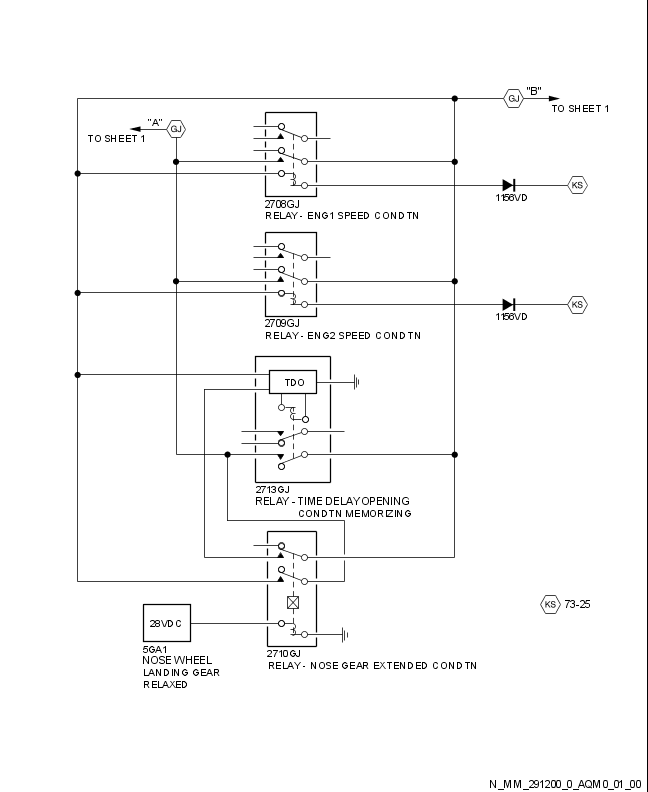 GJ "B"
TO SHEET 1
"A" GJ
TO SHEET 1
KS
1156VD
2708GJ
RELAY - ENG1 SPEED CONDTN
KS
1156VD
2709GJ
RELAY - ENG2 SPEED CONDTN
TDO
2713GJ
RELAY - TIME DELAY OPENING
CONDTN MEMORIZING
KS 73-25
28VDC
5GA1
NOSE WHEEL
LANDING GEAR
RELAXED
2710GJ
RELAY - NOSE GEAR EXTENDED CONDTN
N_MM_291200_0_AQM0_01_00